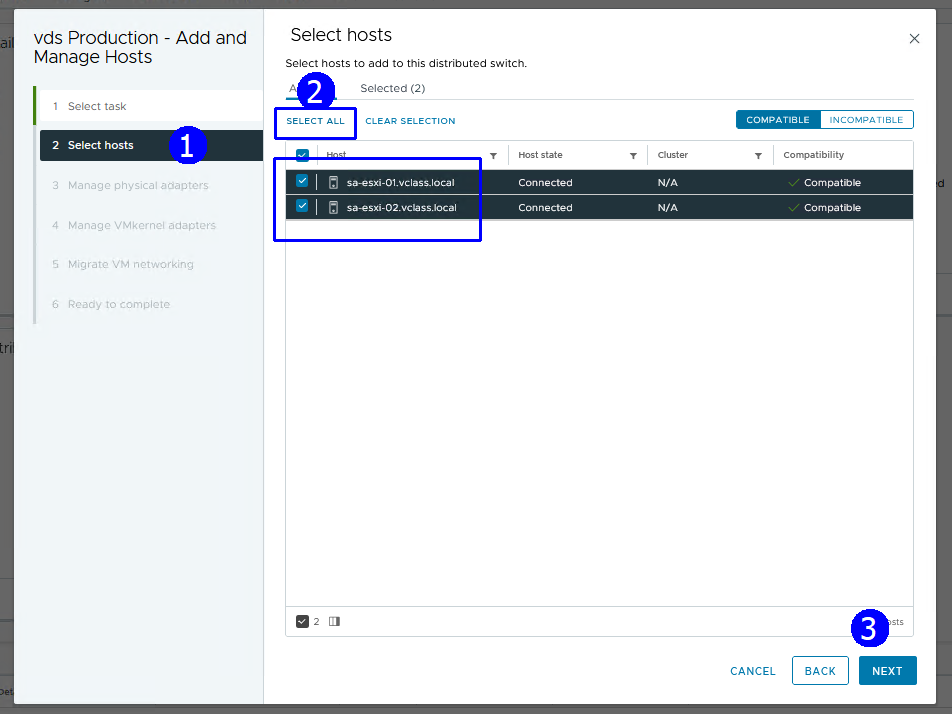 vds Production - Add and
Manage Hosts
1 Select task
2 Select hosts
1
3 Manage physical adapters
4 Manage VMkernel adapters
5 Migrate VM networking
6 Ready to complete
Select hosts
Select hosts to add to this distributed switch.
2
Selected (2)
SELECT ALL
CLEAR SELECTION
COMPATIBLE
INCOMPATIBLE
Host
Host state
Cluster
Compatibility
sa-esxi-01.vclass.local Connected N/A Compatible
sa-esxi-02.vclass.local Connected N/A Compatible
2
3
CANCEL
BACK
NEXT